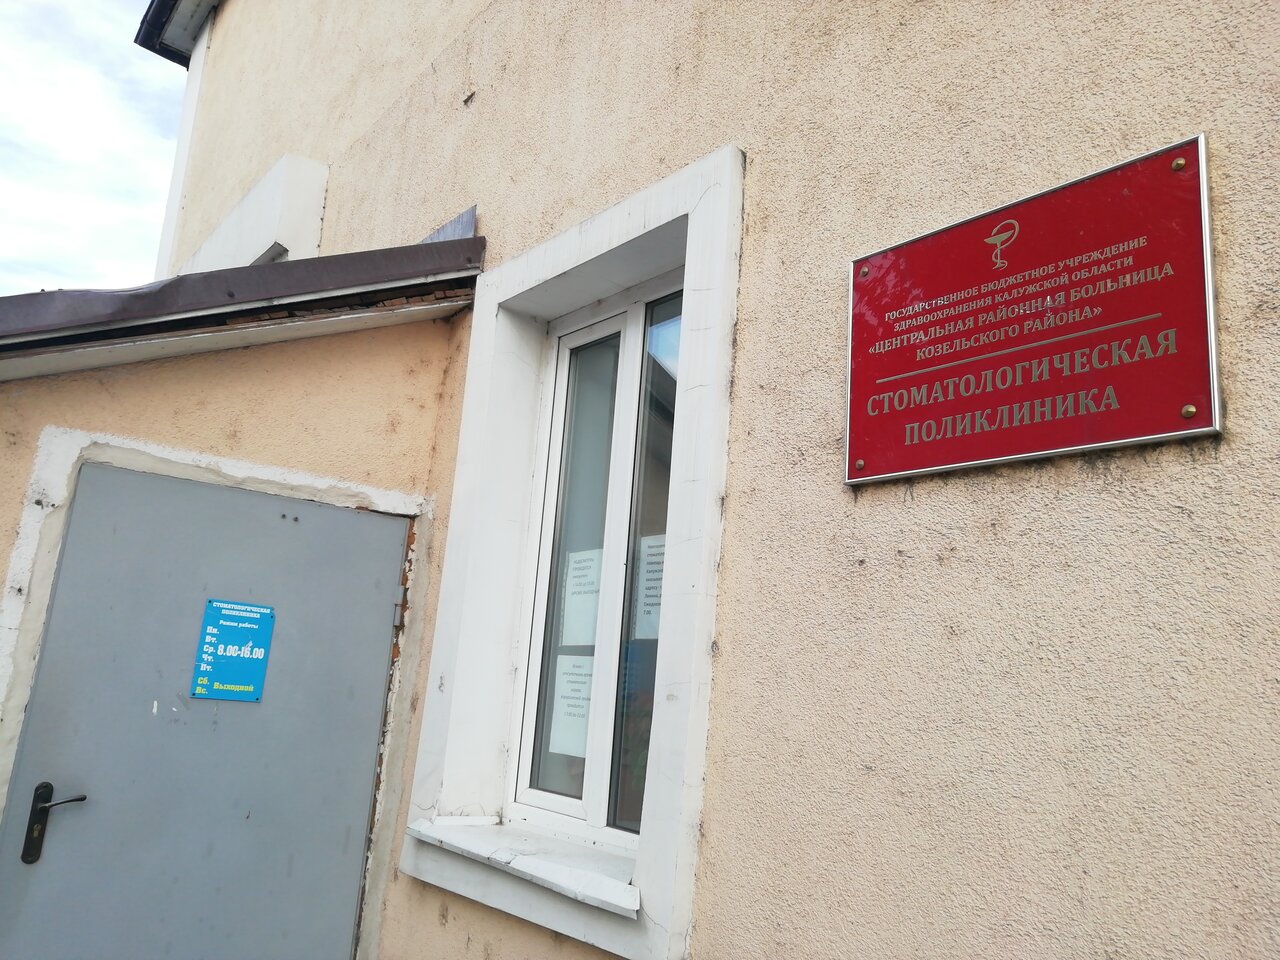 ГОСУДАРСТВЕННОЕ БЮДЖЕТНОЕ УЧРЕЖДЕНИЕ
ЗДРАВООХРАНЕНИЯ КАЛУЖСКОЙ ОБЛАСТИ
«ЦЕНТРАЛЬНАЯ РАЙОННАЯ БОЛЬНИЦА
КОЗЕЛЬСКОГО РАЙОНА»
СТОМАТОЛОГИЧЕСКАЯ
ПОЛИКЛИНИКА
СТОМАТОЛОГИЧЕСКАЯ
ПОЛИКЛИНИКА
Режим работы
Пн.
Вт.
Ср. 8.00-16.00
Чт.
Пт.
Сб. Выходной
Вс.